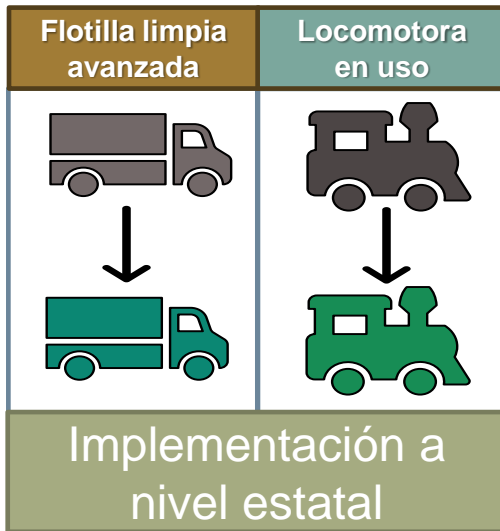 Flotilla limpia
avanzada
Locomotora
en uso
Implementación a
nivel estatal